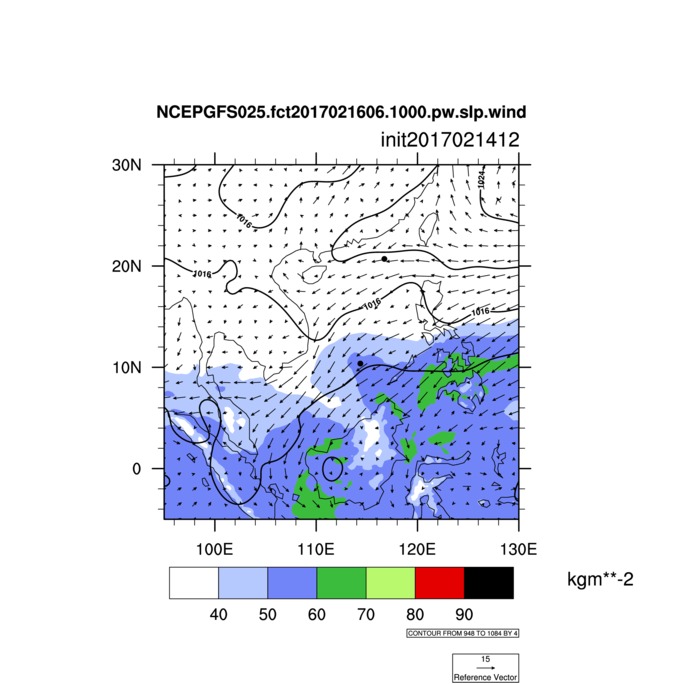 NCEPGFS025.fct2017021606.1000.pw.slp.wind
init2017021412
30N
20N
10N
0
1024
1016
1016
1016
1016
100E 110E 120E 130E
40 50 60 70 80 90
kgm**-2
CONTOUR FROM 948 TO 1084 BY 4
15
Reference Vector